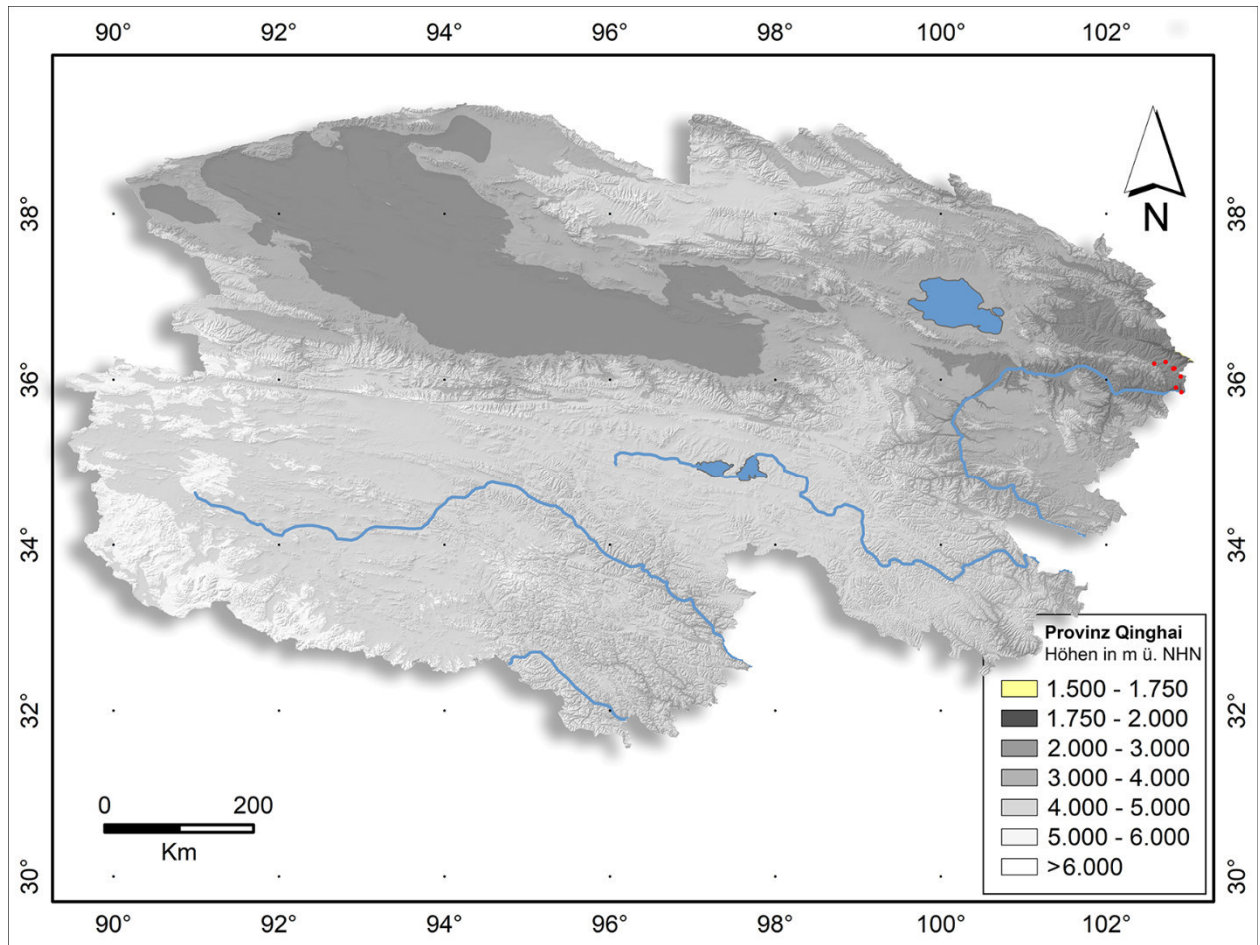 90° 92° 94° 96° 98° 100° 102°
38° 38°
N
36° 36°
34° 34°
32° 32°
30° 30°
Provinz Qinghai
Höhen in m ü. NHN
1.500 - 1.750
1.750 - 2.000
2.000 - 3.000
3.000 - 4.000
4.000 - 5.000
5.000 - 6.000
>6.000
0 200
Km
90° 92° 94° 96° 98° 100° 102°